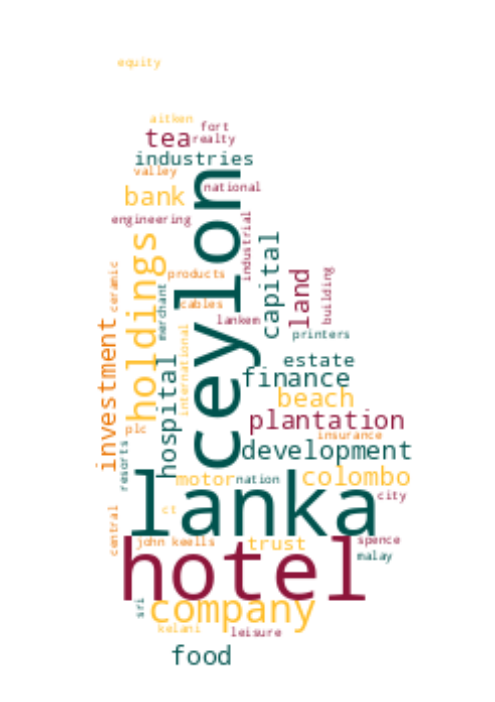 equity
aitken
fort
tea
realty
industries
valley
national
bank
engineering
ceylon
industrial
holdings
capital
products
land
building
ceramic
merchant
cables
lankem
printers
international
investment
hospital
estate
finance
beach
plantation
plc
insurance
resorts
development
motor
nation
colombo
lanka
city
ct
central
john keells
trust
spence
malay
hotel
sri
company
kelani
leisure
food